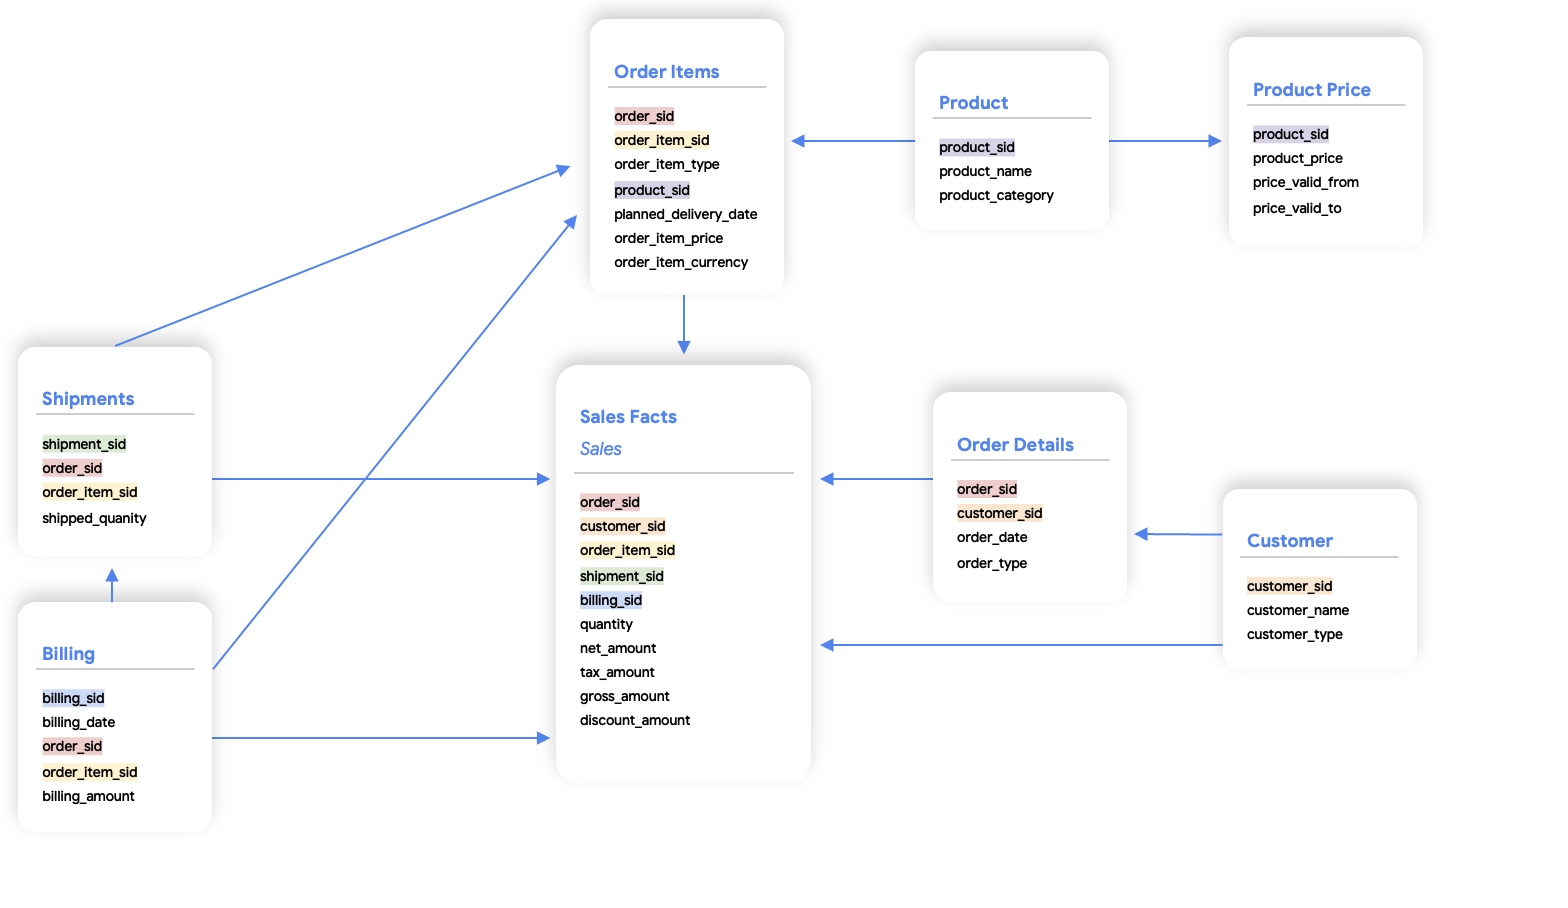 Order Items
order_sid
order_item_sid
order_item_type
product_sid
planned_delivery_date
order_item_price
order_item_currency
Product
product_sid
product_name
product_category
Product Price
product_sid
product_price
price_valid_from
price_valid_to
Shipments
shipment_sid
order_sid
order_item_sid
shipped_quanity
Sales Facts
Sales
order_sid
customer_sid
order_item_sid
shipment_sid
billing_sid
quantity
net_amount
tax_amount
gross_amount
discount_amount
Order Details
order_sid
customer_sid
order_date
order_type
Customer
customer_sid
customer_name
customer_type
Billing
billing_sid
billing_date
order_sid
order_item_sid
billing_amount